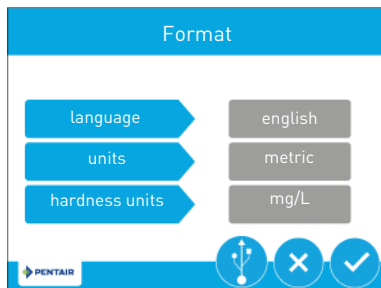 Format
language
english
units
metric
hardness units
mg/L
PENTAIR